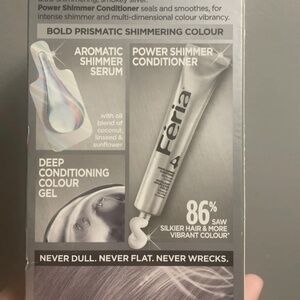 Power Shimmer Conditioner seals and smoothes, for
intense shimmer and multi-dimensional colour vibrancy.
BOLD PRISMATIC SHIMMERING COLOUR
AROMATIC
SHIMMER
SERUM
with oil
blend of
coconut,
linseed &
sunflower
POWER SHIMMER
CONDITIONER
Féria
4
DEEP
CONDITIONING
COLOUR
GEL
86% SAW
SILKIER HAIR & MORE
VIBRANT COLOUR*
NEVER DULL. NEVER FLAT. NEVER WRECKS.